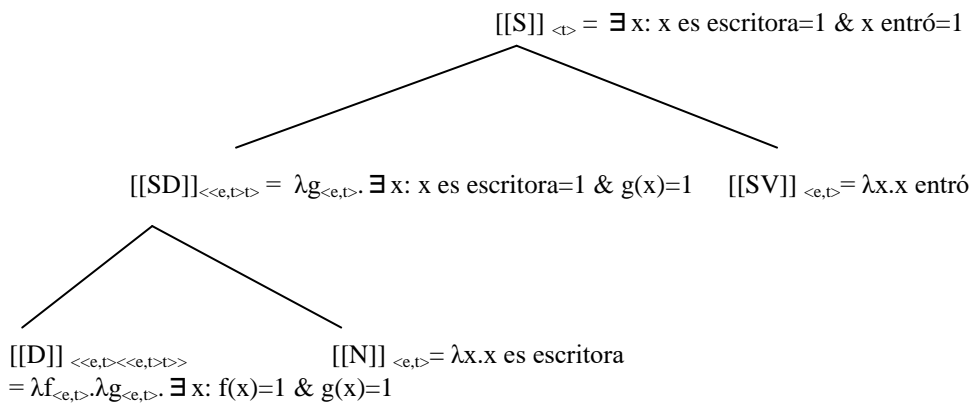 [[S]] <t> = ∃ x: x es escritora=1 & x entró=1
[[SD]]<<e,t>t> = λg<e,t>. ∃ x: x es escritora=1 & g(x)=1 [[SV]] <e,t>= λx.x entró
[[D]] <<e,t><<e,t>t>> [[N]] <e,t>= λx.x es escritora
= λf<e,t>.λg<e,t>. ∃ x: f(x)=1 & g(x)=1